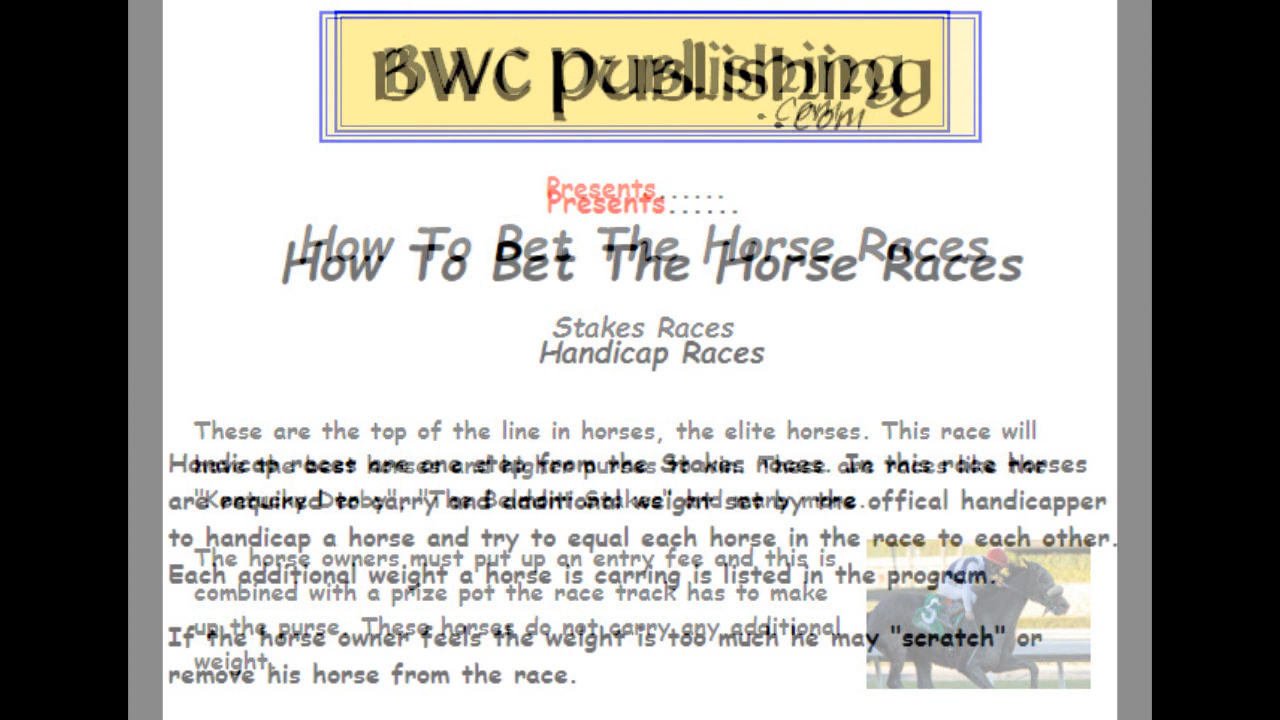 BWC Publishing
.com
Presents......
Presents......
How To Bet The Horse Races
How To Bet The Horse Races
Stakes Races
Handicap Races
These are the top of the line in horses, the elite horses. This race will
Handicap races are one step from the Stakes races. In this race horses
are required to carry and additional weight set by the offical handicapper
to handicap a horse and try to equal each horse in the race to each other.
The horse owners must put up an entry fee and this is
Each additional weight a horse is carring is listed in the program.
combined with a prize pot the race track has to make
up the purse. These horses do not carry any additional
If the horse owner feels the weight is too much he may "scratch" or
weight.
remove his horse from the race.
5